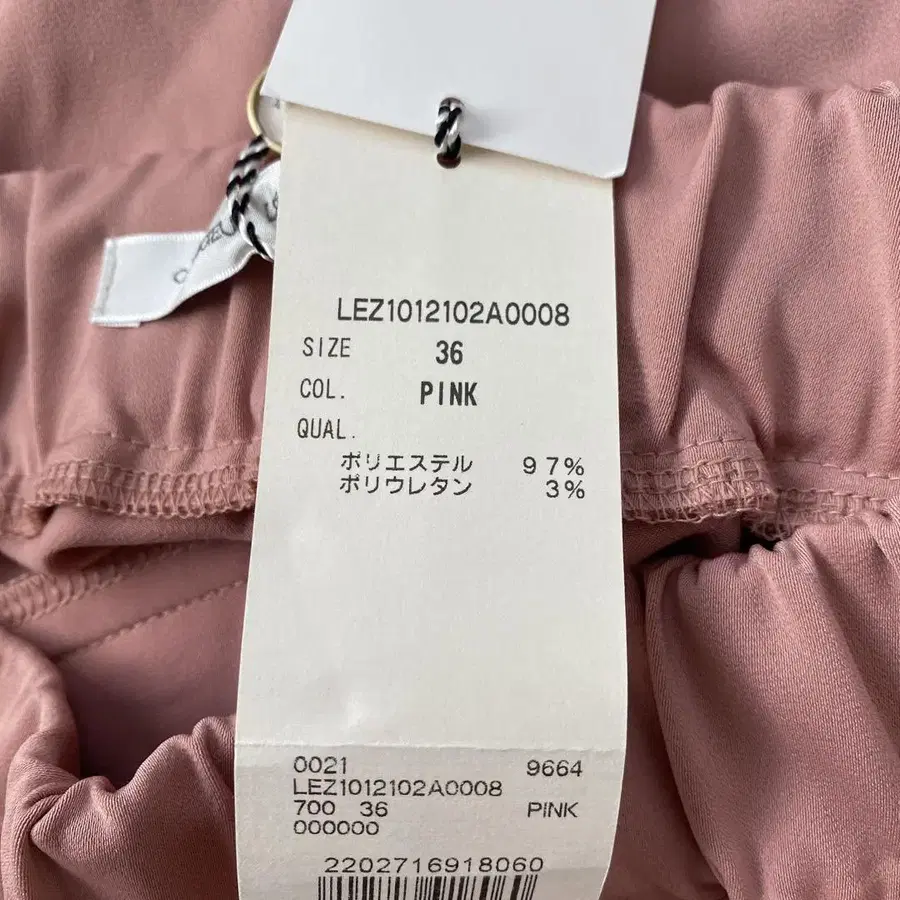 LEZ1012102A0008
SIZE 36
COL. PINK
QUAL.
ポリエステル 97%
ポリウレタン 3%
0021 9664
LEZ1012102A0008
700 36 PINK
000000
2202716918060